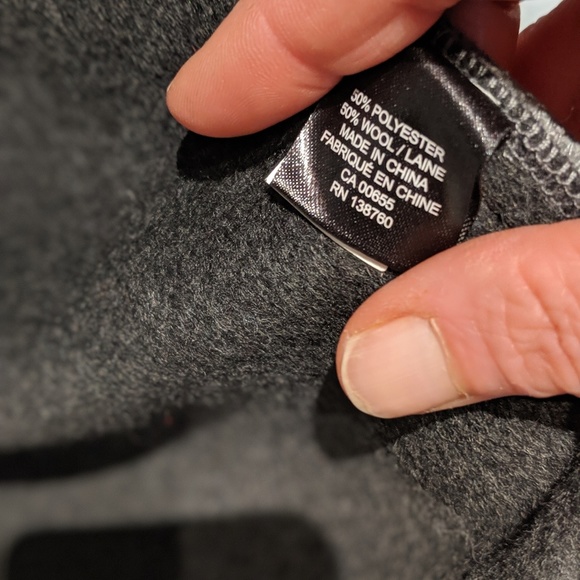 50% POLYESTER
50% WOOL / LAINE
MADE IN CHINA
FABRIQUÉ EN CHINE
CA 00655
RN 138760